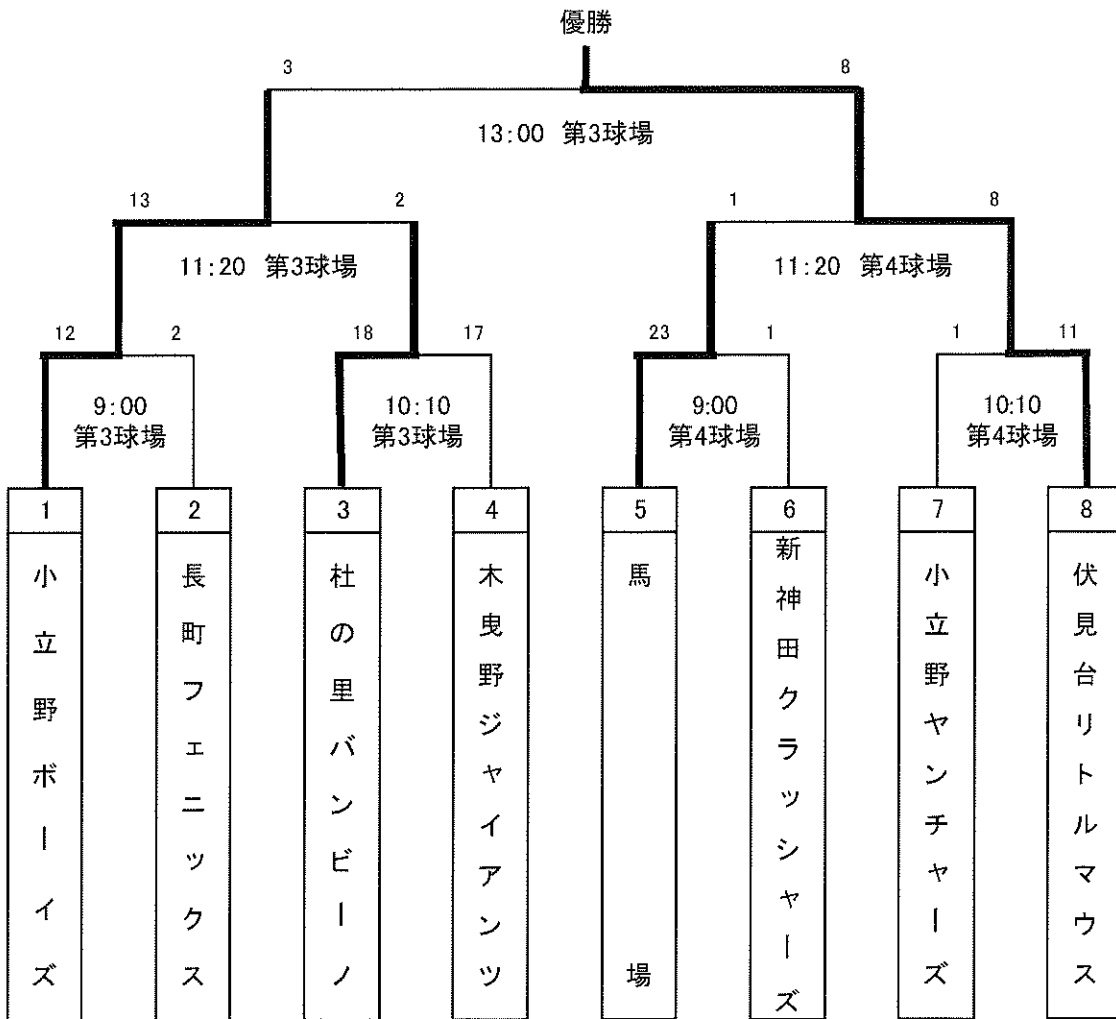 優勝
3 8
13:00 第3球場
13 2 1 8
11:20 第3球場 11:20 第4球場
12 2 18 17 23 1 1 11
9:00 10:10 9:00 10:10
第3球場 第3球場 第4球場 第4球場
1 2 3 4 5 6 7 8
小立野ボーイズ
長町フェニックス
杜の里バンビーノ
木曳野ジャイアンツ
馬場
新神田クラッシャーズ
小立野ヤンチャーズ
伏見台リトルマウス